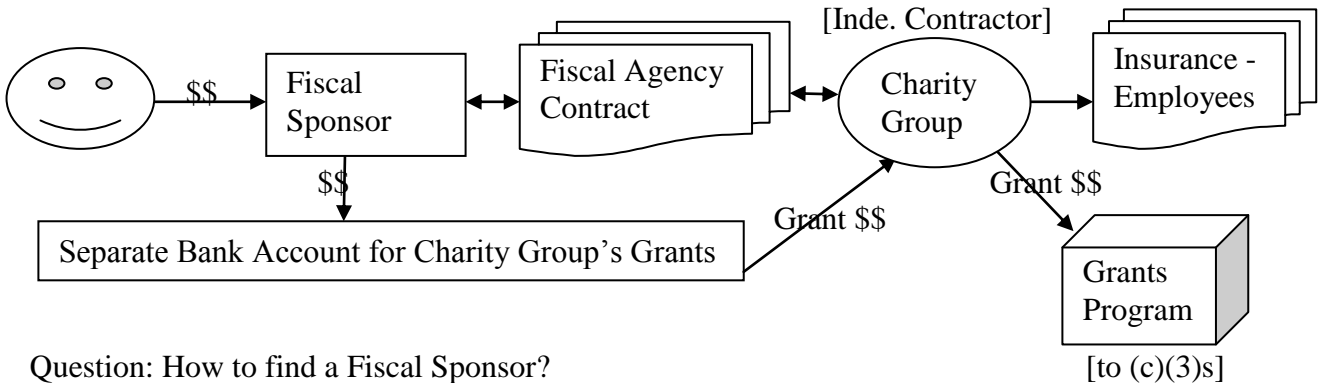 [Inde. Contractor]
$$
Fiscal
Sponsor
Fiscal Agency
Contract
Charity
Group
Insurance -
Employees
$$
Grant $$
Grant $$
Separate Bank Account for Charity Group's Grants
Grants
Program
Question: How to find a Fiscal Sponsor?
[to (c)(3)s]